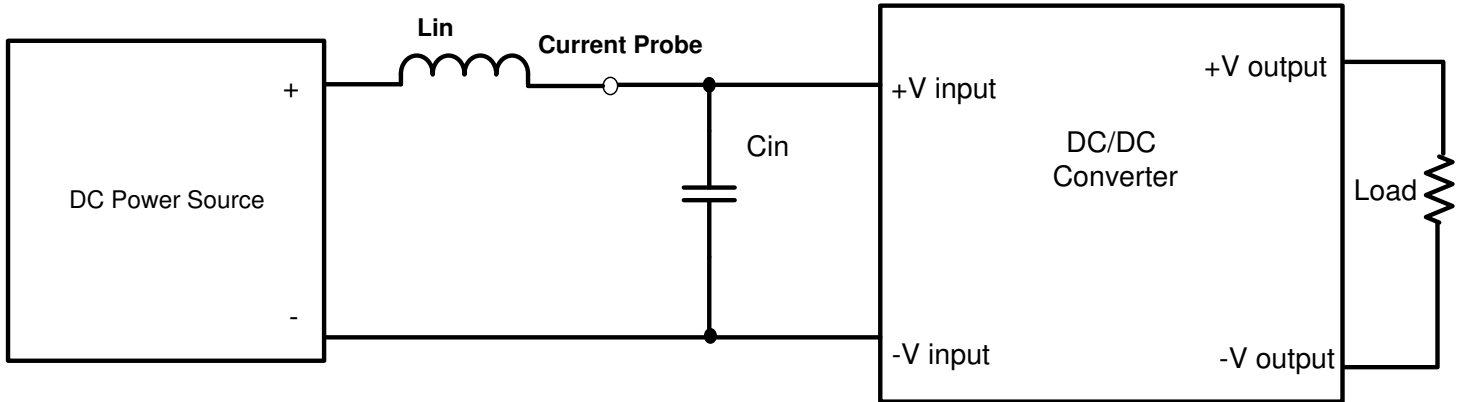 Lin
Current Probe
+
DC Power Source
-
Cin
+V input
-V input
DC/DC
Converter
+V output
-V output
Load